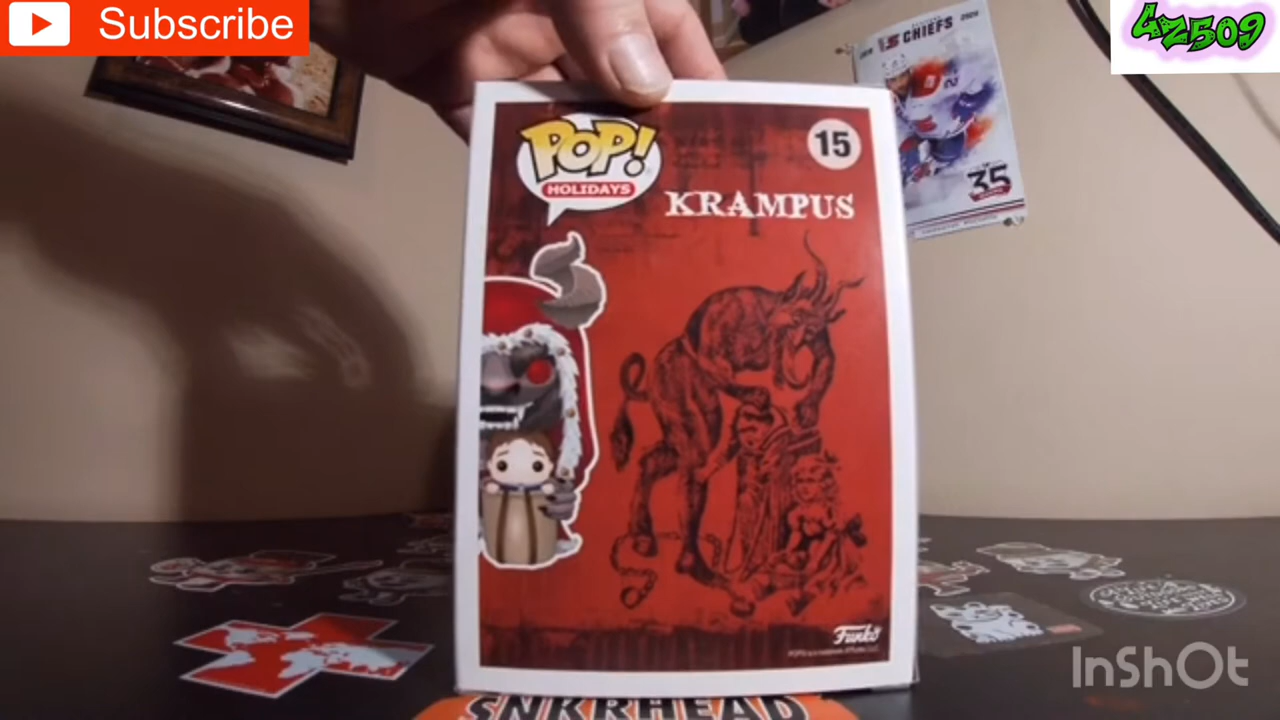 Subscribe
4Z509
CHIEFS
POP!
HOLIDAYS
15
KRAMPUS
35
Funko
SNKRHEAD
InShOt